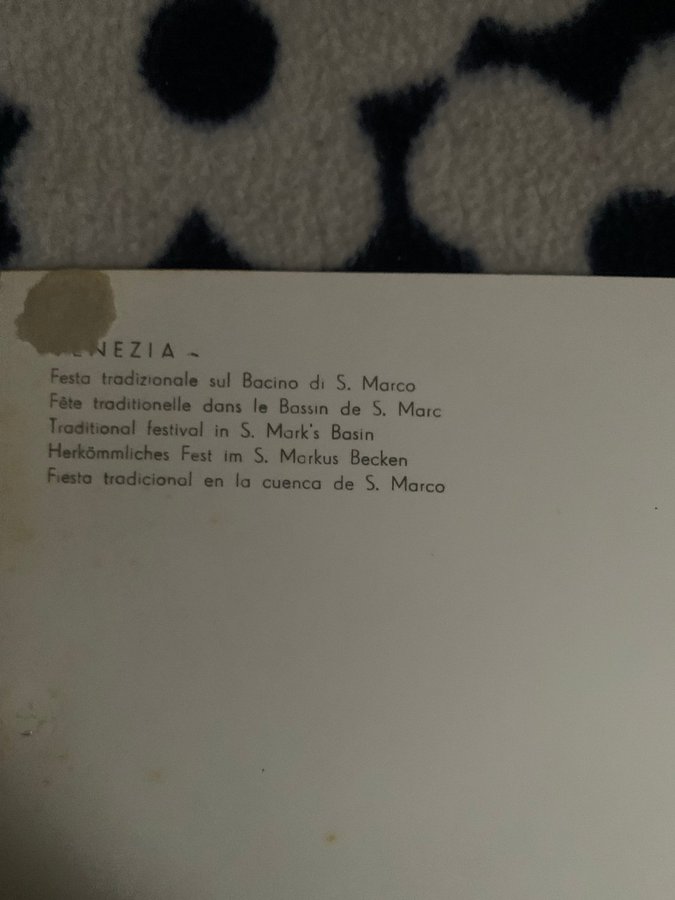 VENEZIA -
Festa tradizionale sul Bacino di S. Marco
Fête traditionelle dans le Bassin de S. Marc
Traditional festival in S. Mark's Basin
Herkömmliches Fest im S. Markus Becken
Fiesta tradicional en la cuenca de S. Marco